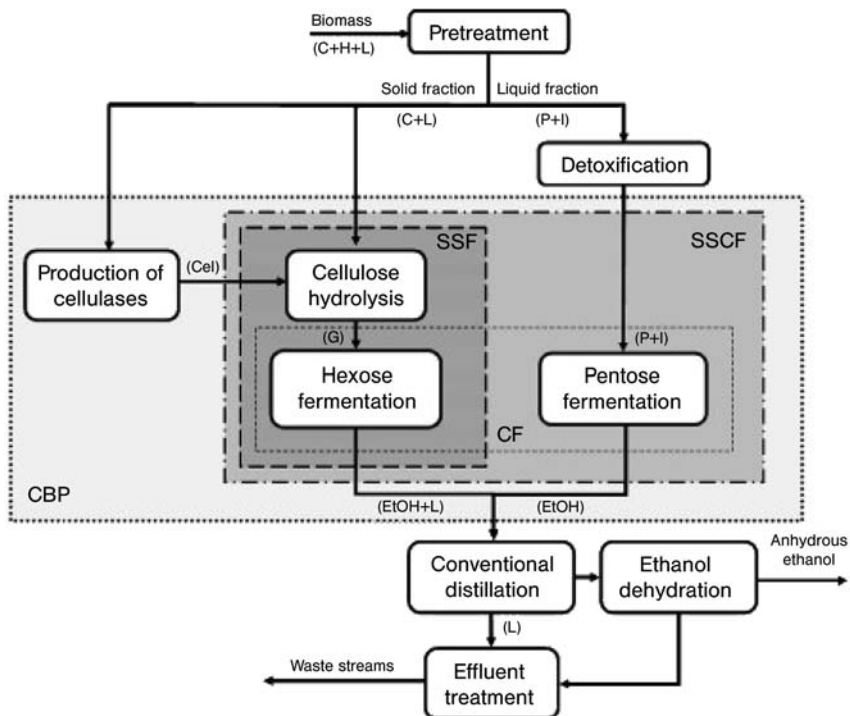 Biomass
(C+H+L)
Pretreatment
Solid fraction
Liquid fraction
(C+L)
(P+I)
Detoxification
SSF
SSCF
Production of
cellulases
(Cel)
Cellulose
hydrolysis
(G)
(P+I)
Hexose
fermentation
Pentose
fermentation
CF
CBP
(EtOH+L)
(EtOH)
Conventional
distillation
Ethanol
dehydration
Anhydrous
ethanol
(L)
Waste streams
Effluent
treatment